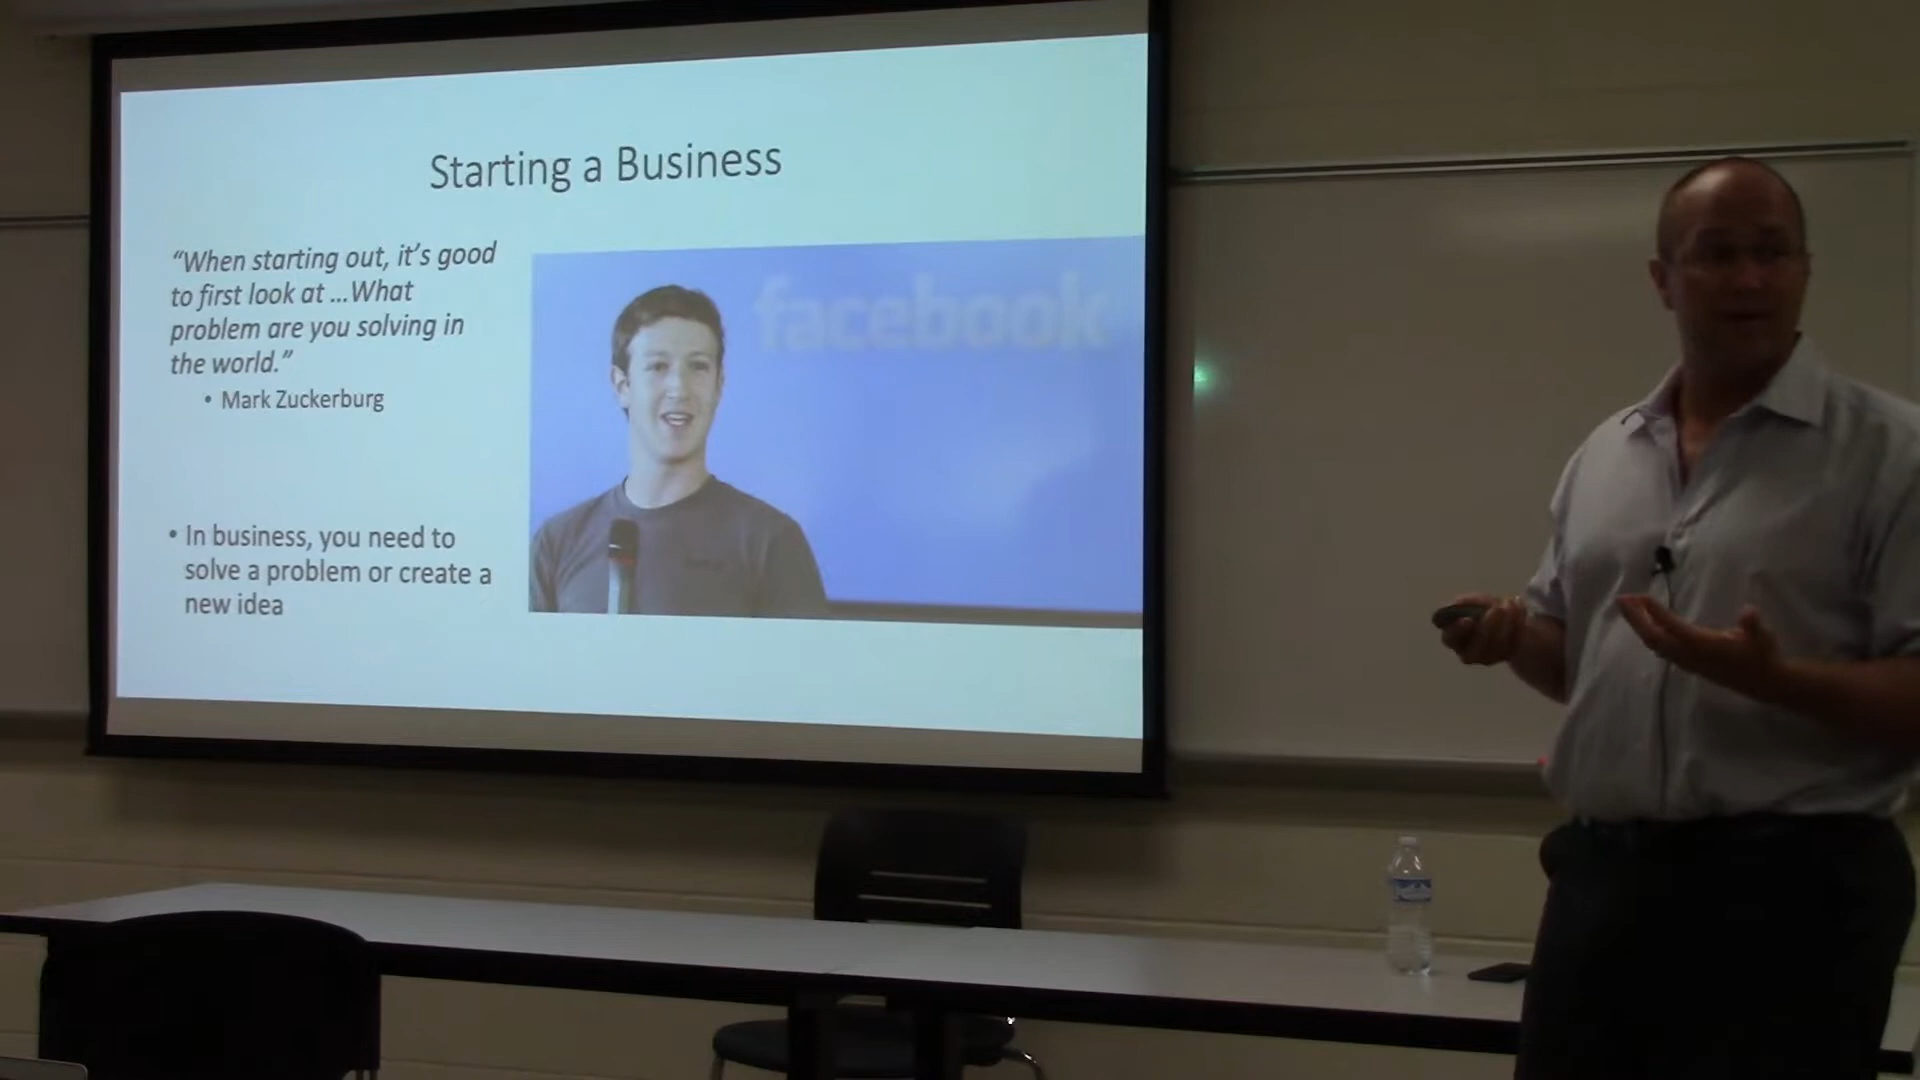 Starting a Business
“When starting out, it’s good
to first look at ...What
problem are you solving in
the world.”
• Mark Zuckerburg
facebook
• In business, you need to
solve a problem or create a
new idea